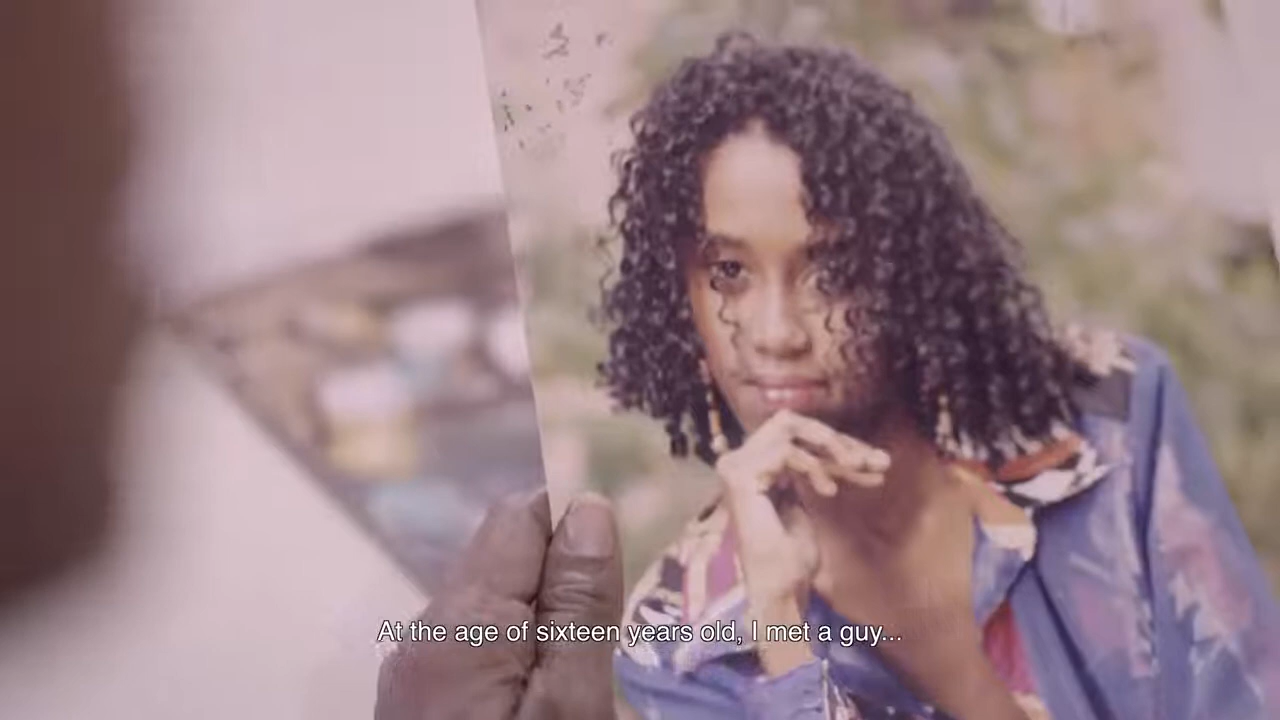 At the age of sixteen years old, I met a guy...